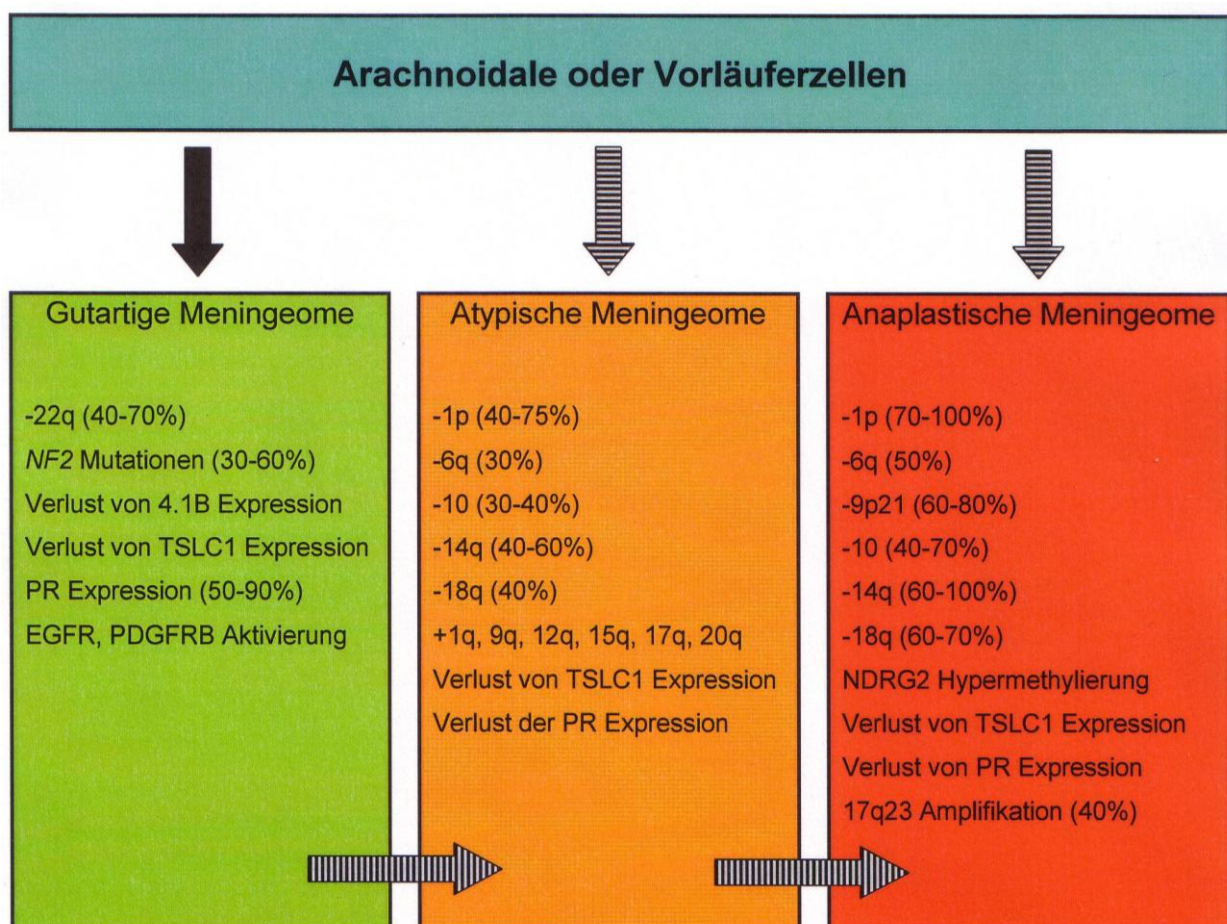 Arachnoidale oder Vorläuferzellen
Gutartige Meningeome
-22q (40-70%)
NF2 Mutationen (30-60%)
Verlust von 4.1B Expression
Verlust von TSLC1 Expression
PR Expression (50-90%)
EGFR, PDGFRB Aktivierung
Atypische Meningeome
-1p (40-75%)
-6q (30%)
-10 (30-40%)
-14q (40-60%)
-18q (40%)
+1q, 9q, 12q, 15q, 17q, 20q
Verlust von TSLC1 Expression
Verlust der PR Expression
Anaplastische Meningeome
-1p (70-100%)
-6q (50%)
-9p21 (60-80%)
-10 (40-70%)
-14q (60-100%)
-18q (60-70%)
NDRG2 Hypermethylierung
Verlust von TSLC1 Expression
Verlust von PR Expression
17q23 Amplifikation (40%)